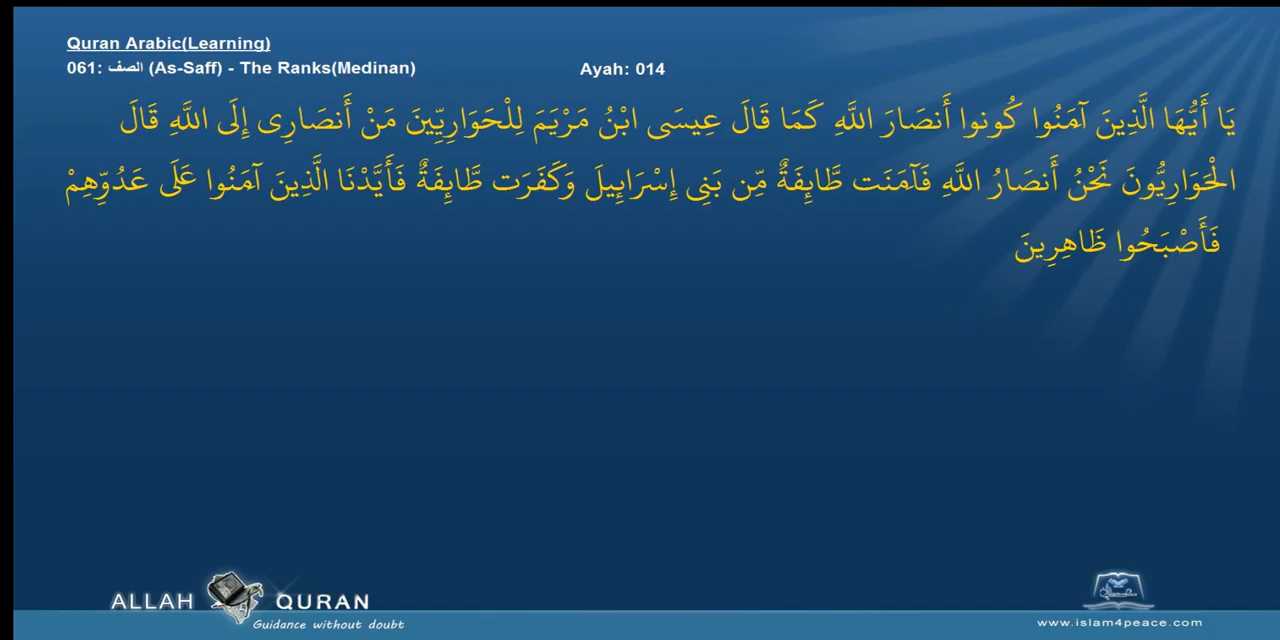 Quran Arabic(Learning)
061: الصف (As-Saff) - The Ranks(Medinan)
Ayah: 014
يَا أَيُّهَا الَّذِينَ آمَنُوا كُونوا أَنصَارَ اللَّهِ كَمَا قَالَ عِيسَى ابْنُ مَرْيَمَ لِلْحَوَارِيِّينَ مَنْ أَنصَارِى إِلَى اللَّهِ قَالَ
الْحَوَارِيُّونَ نَحْنُ أَنصَارُ اللَّهِ فَآمَنَت طَّائِفَةٌ مِّن بَنِى إِسْرَائِيلَ وَكَفَرَت طَّائِفَةٌ فَأَيَّدْنَا الَّذِينَ آمَنُوا عَلَى عَدُوِّهِمْ
فَأَصْبَحُوا ظَاهِرِينَ
ALLAH QURAN
Guidance without doubt
www.islam4peace.com